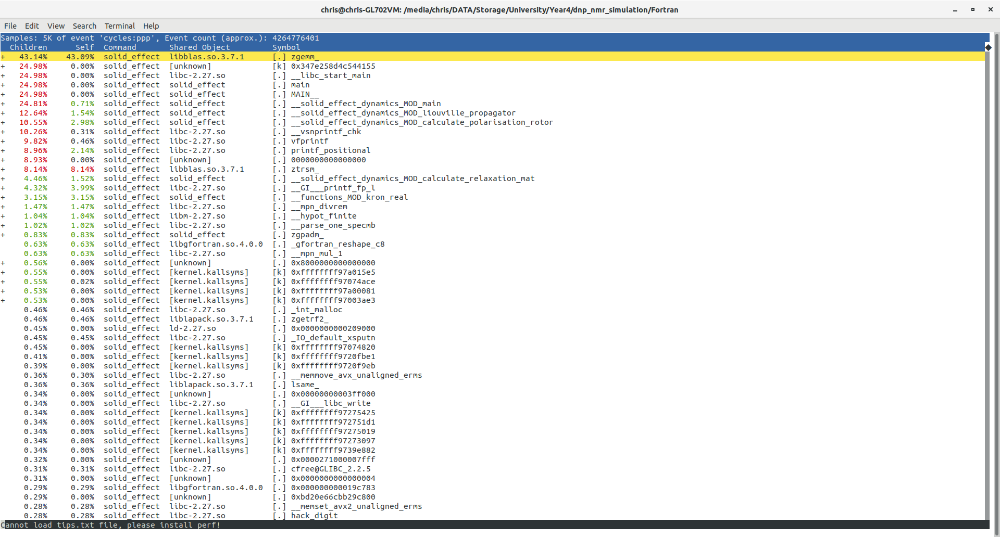 chris@chris-GL702VM: /media/chris/DATA/Storage/University/Year4/dnp_nmr_simulation/Fortran
File Edit View Search Terminal Help
Samples: 5K of event 'cycles:ppp', Event count (approx.): 4264776401
Children Self Command Shared Object Symbol
+ 43.14% 43.09% solid_effect libblas.so.3.7.1 [.] zgemm_
+ 24.98% 0.00% solid_effect [unknown] [k] 0x347e258d4c544155
+ 24.98% 0.00% solid_effect libc-2.27.so [.] __libc_start_main
+ 24.98% 0.00% solid_effect solid_effect [.] main
+ 24.98% 0.00% solid_effect solid_effect [.] MAIN__
+ 24.81% 0.71% solid_effect solid_effect [.] __solid_effect_dynamics_MOD_main
+ 12.64% 1.54% solid_effect solid_effect [.] __solid_effect_dynamics_MOD_liouville_propagator
+ 10.55% 2.98% solid_effect solid_effect [.] __solid_effect_dynamics_MOD_calculate_polarisation_rotor
+ 10.26% 0.31% solid_effect libc-2.27.so [.] __vsnprintf_chk
+ 9.82% 0.46% solid_effect libc-2.27.so [.] vfprintf
+ 8.96% 2.14% solid_effect libc-2.27.so [.] printf_positional
+ 8.93% 0.00% solid_effect [unknown] [.] 0000000000000000
+ 8.14% 8.14% solid_effect libblas.so.3.7.1 [.] ztrsm_
+ 4.46% 1.52% solid_effect solid_effect [.] __solid_effect_dynamics_MOD_calculate_relaxation_mat
+ 4.32% 3.99% solid_effect libc-2.27.so [.] __GI___printf_fp_l
+ 3.15% 3.15% solid_effect solid_effect [.] __functions_MOD_kron_real
+ 1.47% 1.47% solid_effect libc-2.27.so [.] __mpn_divrem
+ 1.04% 1.04% solid_effect libm-2.27.so [.] __hypot_finite
+ 1.02% 1.02% solid_effect libc-2.27.so [.] __parse_one_specmb
+ 0.83% 0.83% solid_effect solid_effect [.] zgpadm_
0.63% 0.63% solid_effect libgfortran.so.4.0.0 [.] _gfortran_reshape_c8
0.63% 0.63% solid_effect libc-2.27.so [.] __mpn_mul_1
+ 0.56% 0.00% solid_effect [unknown] [.] 0x8000000000000000
+ 0.55% 0.00% solid_effect [kernel.kallsyms] [k] 0xffffffff97a015e5
+ 0.55% 0.02% solid_effect [kernel.kallsyms] [k] 0xffffffff97074ace
+ 0.53% 0.00% solid_effect [kernel.kallsyms] [k] 0xffffffff97a00081
+ 0.53% 0.00% solid_effect [kernel.kallsyms] [k] 0xffffffff97003ae3
0.46% 0.46% solid_effect libc-2.27.so [.] _int_malloc
0.46% 0.46% solid_effect liblapack.so.3.7.1 [.] zgetrf2_
0.45% 0.00% solid_effect ld-2.27.so [.] 0x0000000000209000
0.45% 0.45% solid_effect libc-2.27.so [.] _IO_default_xsputn
0.45% 0.00% solid_effect [kernel.kallsyms] [k] 0xffffffff97074820
0.41% 0.00% solid_effect [kernel.kallsyms] [k] 0xffffffff9720fbe1
0.39% 0.00% solid_effect [kernel.kallsyms] [k] 0xffffffff9720f9eb
0.36% 0.30% solid_effect libc-2.27.so [.] __memmove_avx_unaligned_erms
0.36% 0.36% solid_effect liblapack.so.3.7.1 [.] lsame_
0.34% 0.00% solid_effect [unknown] [.] 0x00000000003ff000
0.34% 0.00% solid_effect libc-2.27.so [.] __GI___libc_write
0.34% 0.00% solid_effect [kernel.kallsyms] [k] 0xffffffff97275425
0.34% 0.00% solid_effect [kernel.kallsyms] [k] 0xffffffff972751d1
0.34% 0.00% solid_effect [kernel.kallsyms] [k] 0xffffffff97275019
0.34% 0.00% solid_effect [kernel.kallsyms] [k] 0xffffffff97273097
0.34% 0.00% solid_effect [kernel.kallsyms] [k] 0xffffffff9739e882
0.32% 0.00% solid_effect [unknown] [.] 0x0000271000007fff
0.31% 0.31% solid_effect libc-2.27.so [.] cfree@GLIBC_2.2.5
0.31% 0.00% solid_effect [unknown] [.] 0x0000000000000004
0.29% 0.29% solid_effect libgfortran.so.4.0.0 [.] 0x000000000019c783
0.29% 0.00% solid_effect [unknown] [.] 0xbd20e66cbb29c800
0.28% 0.28% solid_effect libc-2.27.so [.] __memset_avx2_unaligned_erms
0.28% 0.28% solid_effect libc-2.27.so [.] hack_digit
Cannot load tips.txt file, please install perf!